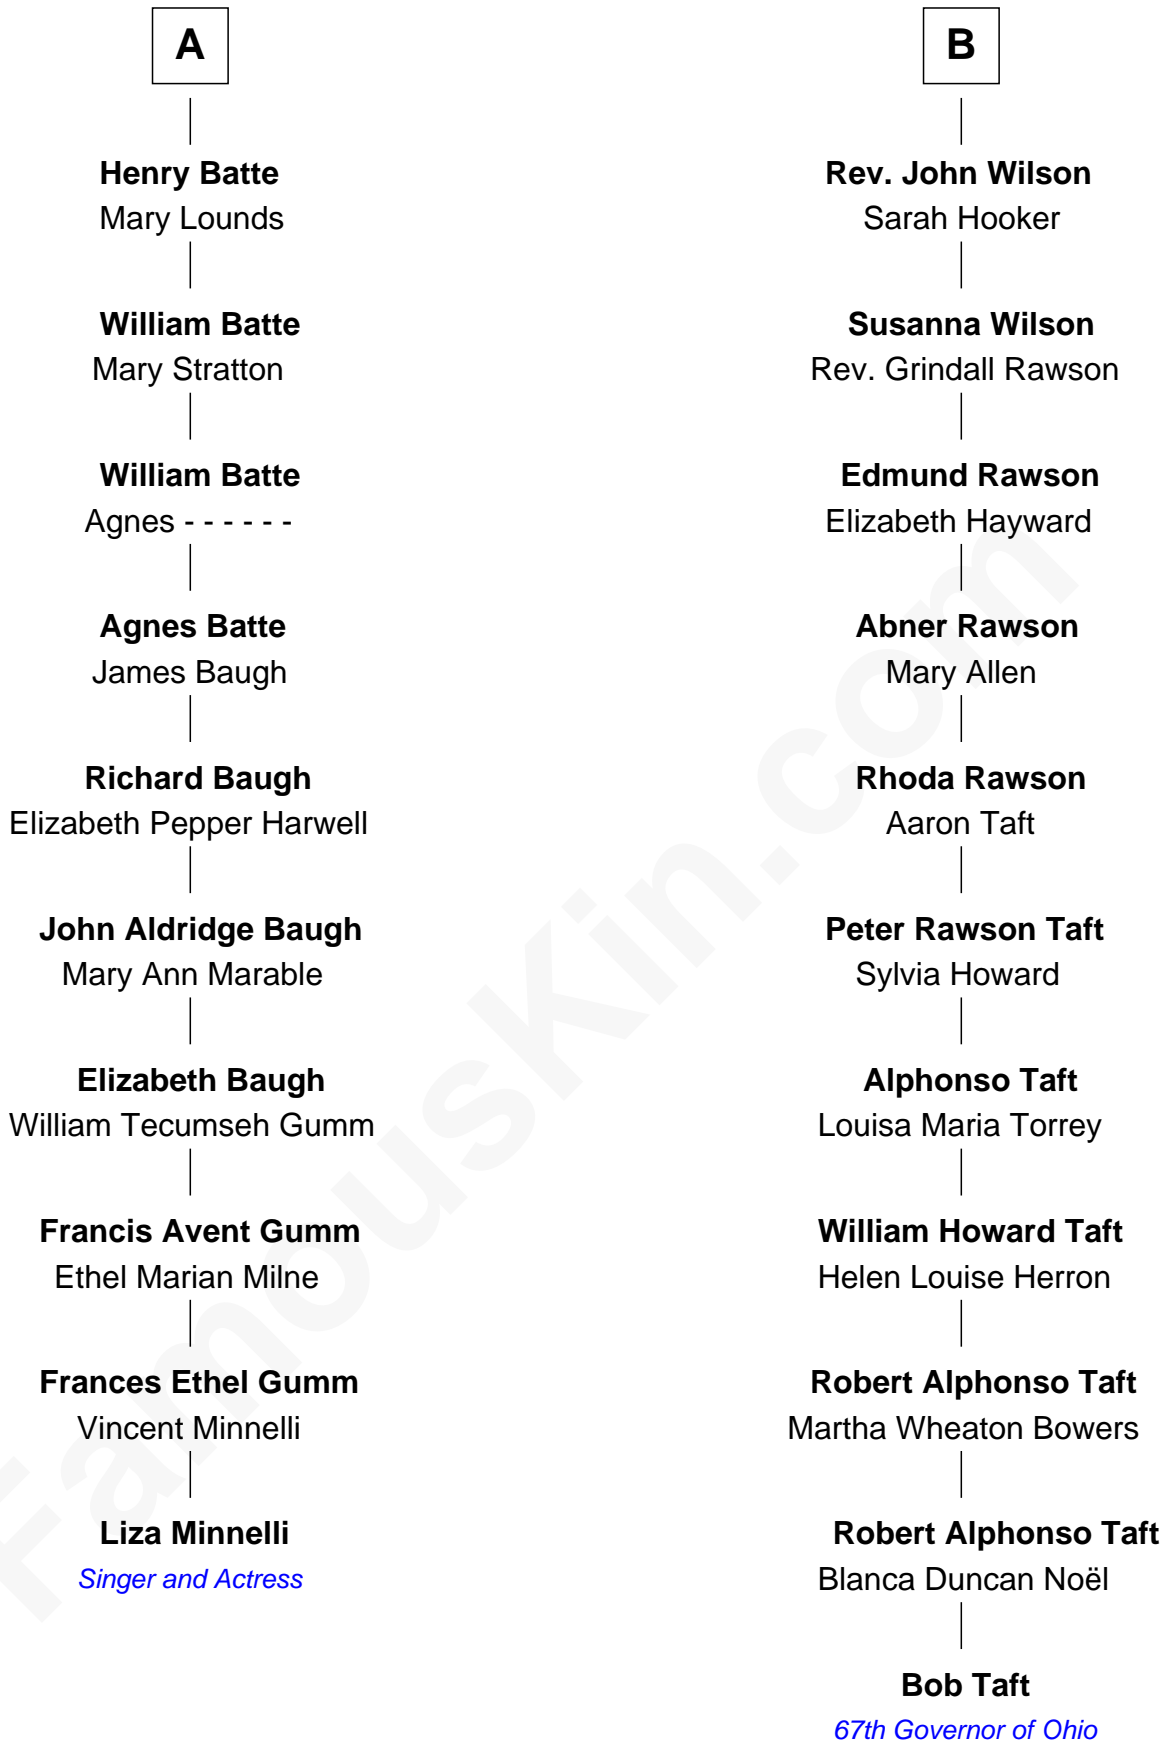 A
Henry Batte
Mary Lounds
William Batte
Mary Stratton
William Batte
Agnes - - - - - -
Agnes Batte
James Baugh
Richard Baugh
Elizabeth Pepper Harwell
John Aldridge Baugh
Mary Ann Marable
Elizabeth Baugh
William Tecumseh Gumm
Francis Avent Gumm
Ethel Marian Milne
Frances Ethel Gumm
Vincent Minnelli
Liza Minnelli
Singer and Actress
B
Rev. John Wilson
Sarah Hooker
Susanna Wilson
Rev. Grindall Rawson
Edmund Rawson
Elizabeth Hayward
Abner Rawson
Mary Allen
Rhoda Rawson
Aaron Taft
Peter Rawson Taft
Sylvia Howard
Alphonso Taft
Louisa Maria Torrey
William Howard Taft
Helen Louise Herron
Robert Alphonso Taft
Martha Wheaton Bowers
Robert Alphonso Taft
Blanca Duncan Noël
Bob Taft
67th Governor of Ohio
FamousKin.com